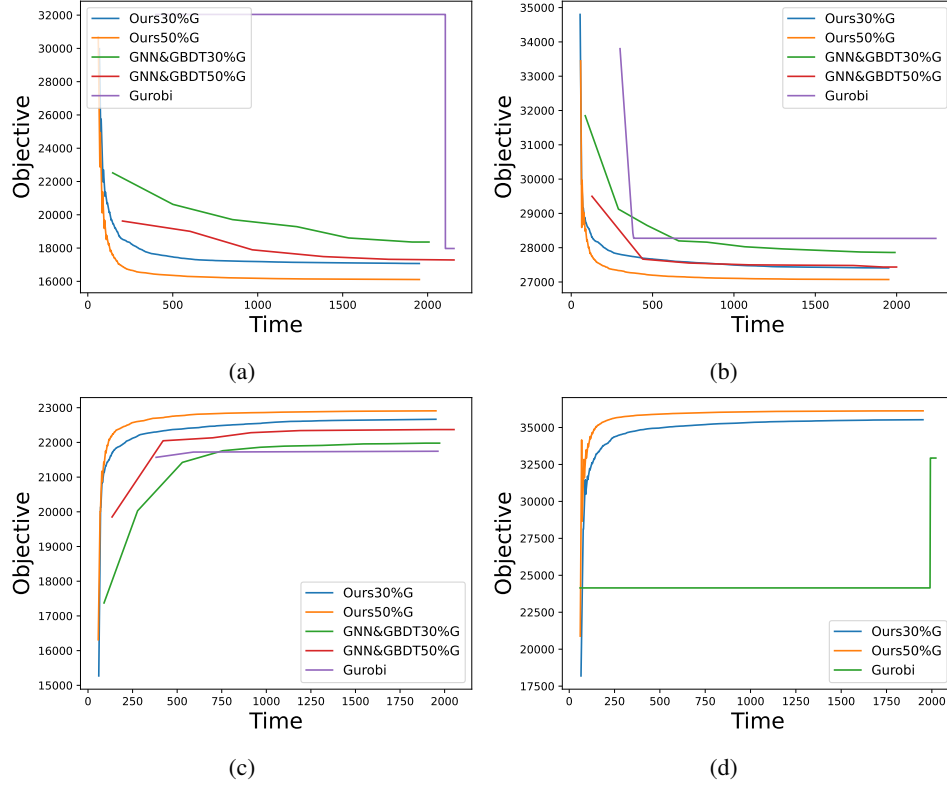 32000
30000
28000
26000
24000
22000
20000
18000
16000
Objective
Ours30%G
Ours50%G
GNN&GBDT30%G
GNN&GBDT50%G
Gurobi
0 500 1000 1500 2000
Time
(a)
35000
34000
33000
32000
31000
30000
29000
28000
27000
Objective
Ours30%G
Ours50%G
GNN&GBDT30%G
GNN&GBDT50%G
Gurobi
0 500 1000 1500 2000
Time
(b)
23000
22000
21000
20000
19000
18000
17000
16000
15000
Objective
Ours30%G
Ours50%G
GNN&GBDT30%G
GNN&GBDT50%G
Gurobi
0 250 500 750 1000 1250 1500 1750 2000
Time
(c)
35000
32500
30000
27500
25000
22500
20000
17500
Objective
Ours30%G
Ours50%G
Gurobi
0 250 500 750 1000 1250 1500 1750 2000
Time
(d)